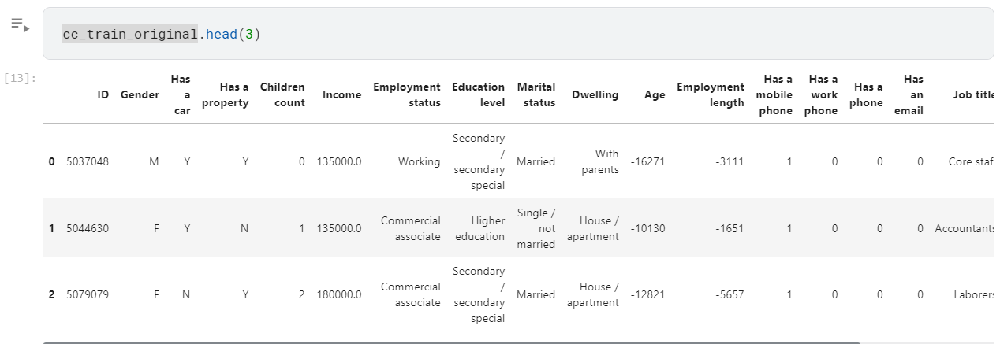 cc_train_original.head(3)
[13]:
ID Gender Has a car Has a property Children count Income Employment status Education level Marital status Dwelling Age Employment length Has a mobile phone Has a work phone Has a phone Has an email Job title
0 5037048 M Y Y 0 135000.0 Working Secondary / secondary special Married With parents -16271 -3111 1 0 0 0 Core staff
1 5044630 F Y N 1 135000.0 Commercial associate Higher education Single / not married House / apartment -10130 -1651 1 0 0 0 Accountants
2 5079079 F N Y 2 180000.0 Commercial associate Secondary / secondary special Married House / apartment -12821 -5657 1 0 0 0 Laborers